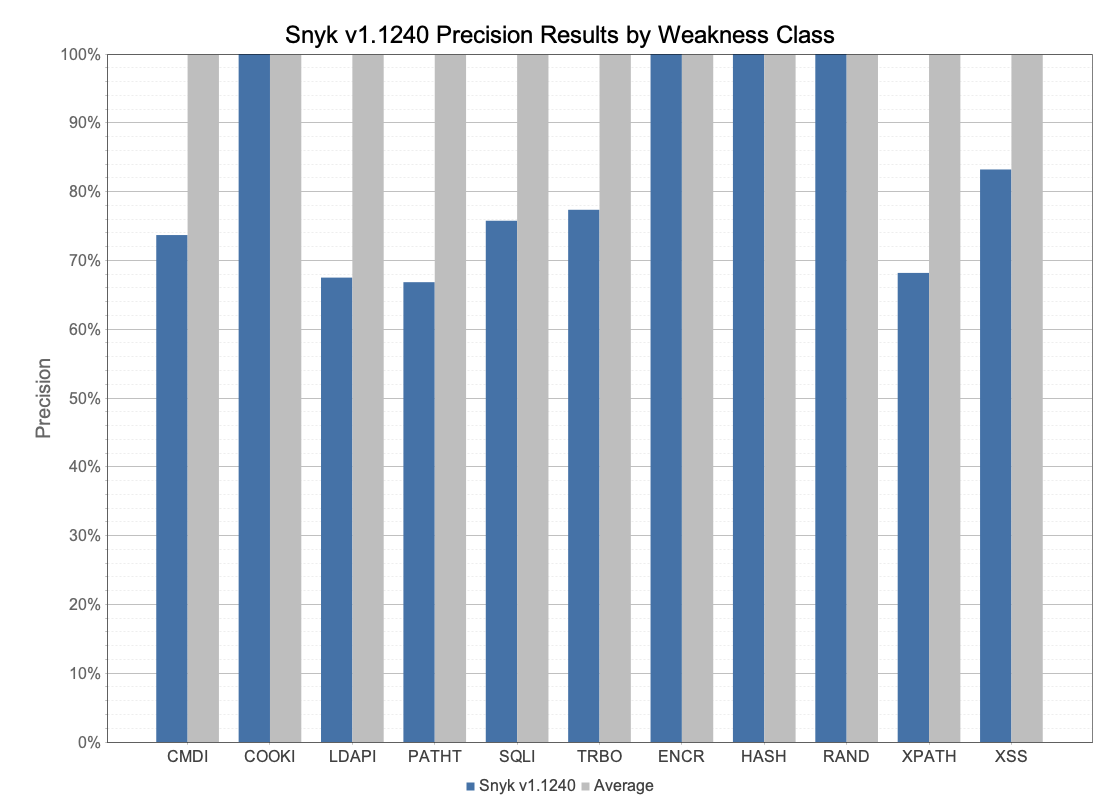 Snyk v1.1240 Precision Results by Weakness Class
100%
90%
80%
70%
60%
50%
40%
30%
20%
10%
0%
Precision
CMDI COOKI LDAPI PATHT SQLI TRBO ENCR HASH RAND XPATH XSS
Snyk v1.1240 Average